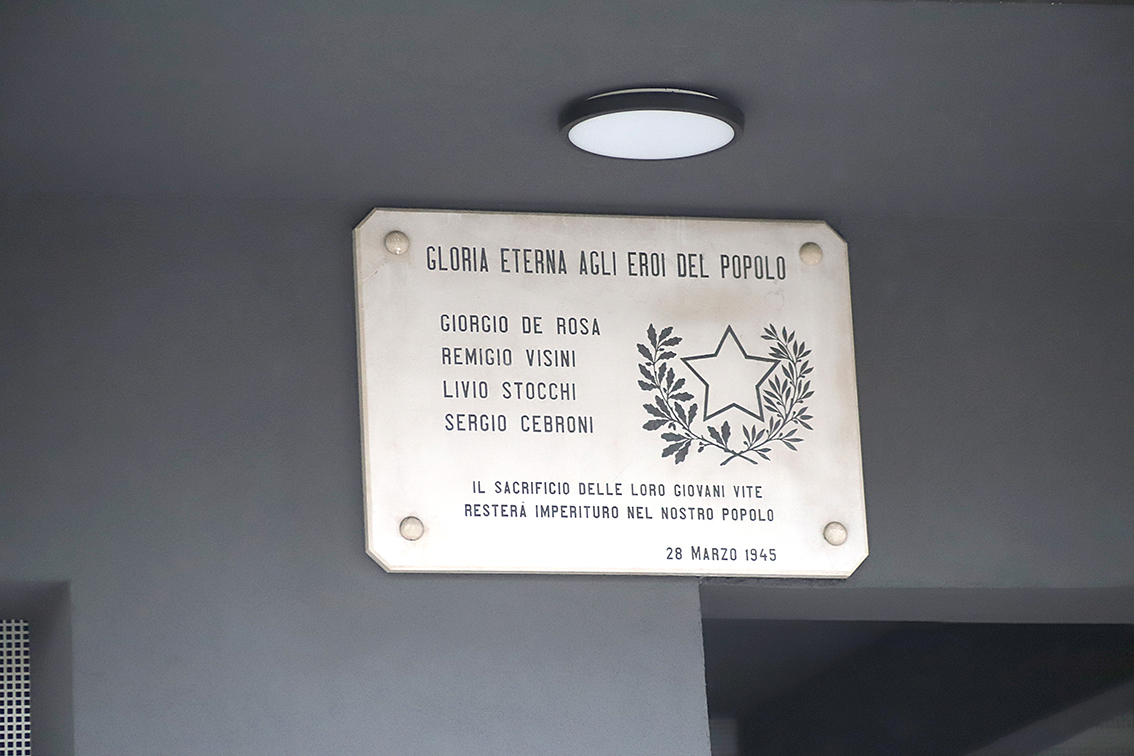 GLORIA ETERNA AGLI EROI DEL POPOLO
GIORGIO DE ROSA
REMIGIO VISINI
LIVIO STOCCHI
SERGIO CEBRONI
IL SACRIFICIO DELLE LORO GIOVANI VITE
RESTERÀ IMPERITURO NEL NOSTRO POPOLO
28 MARZO 1945